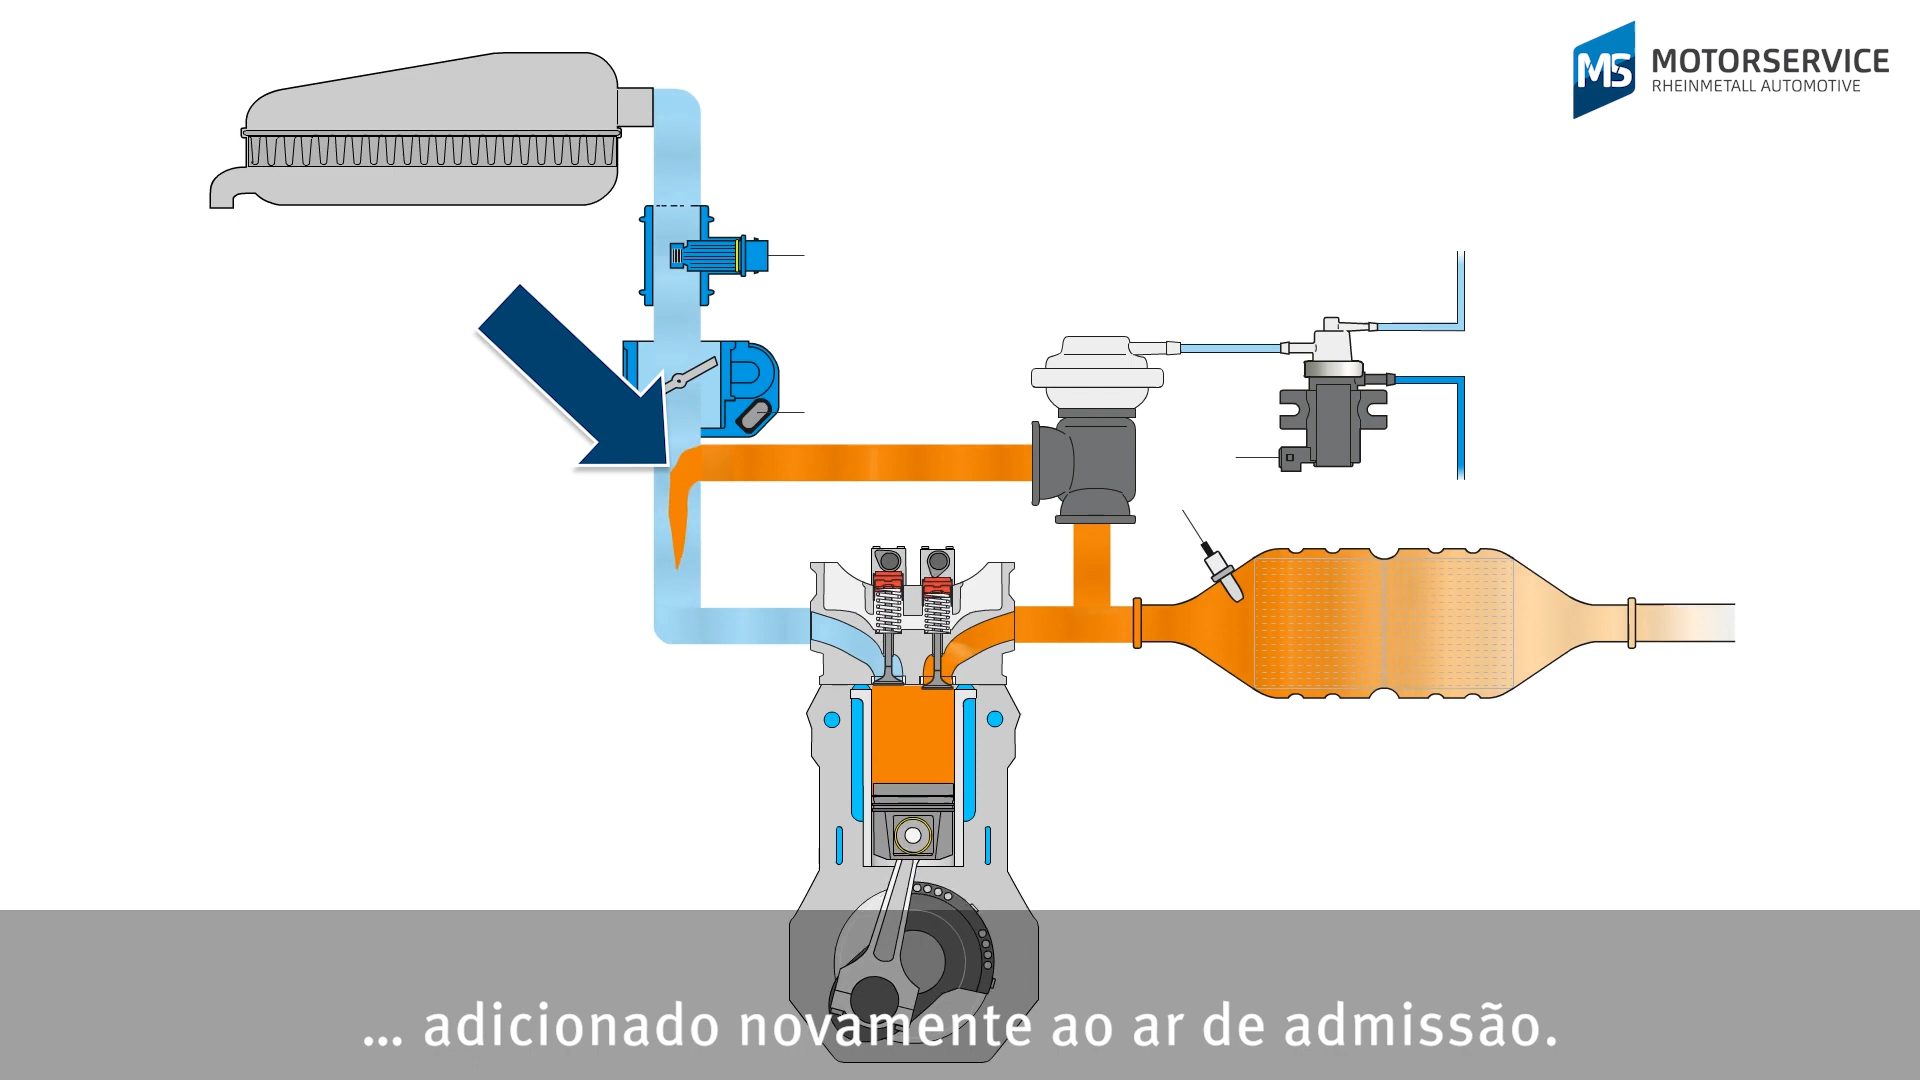 MS MOTORSERVICE
RHEINMETALL AUTOMOTIVE
... adicionado novamente ao ar de admissão.